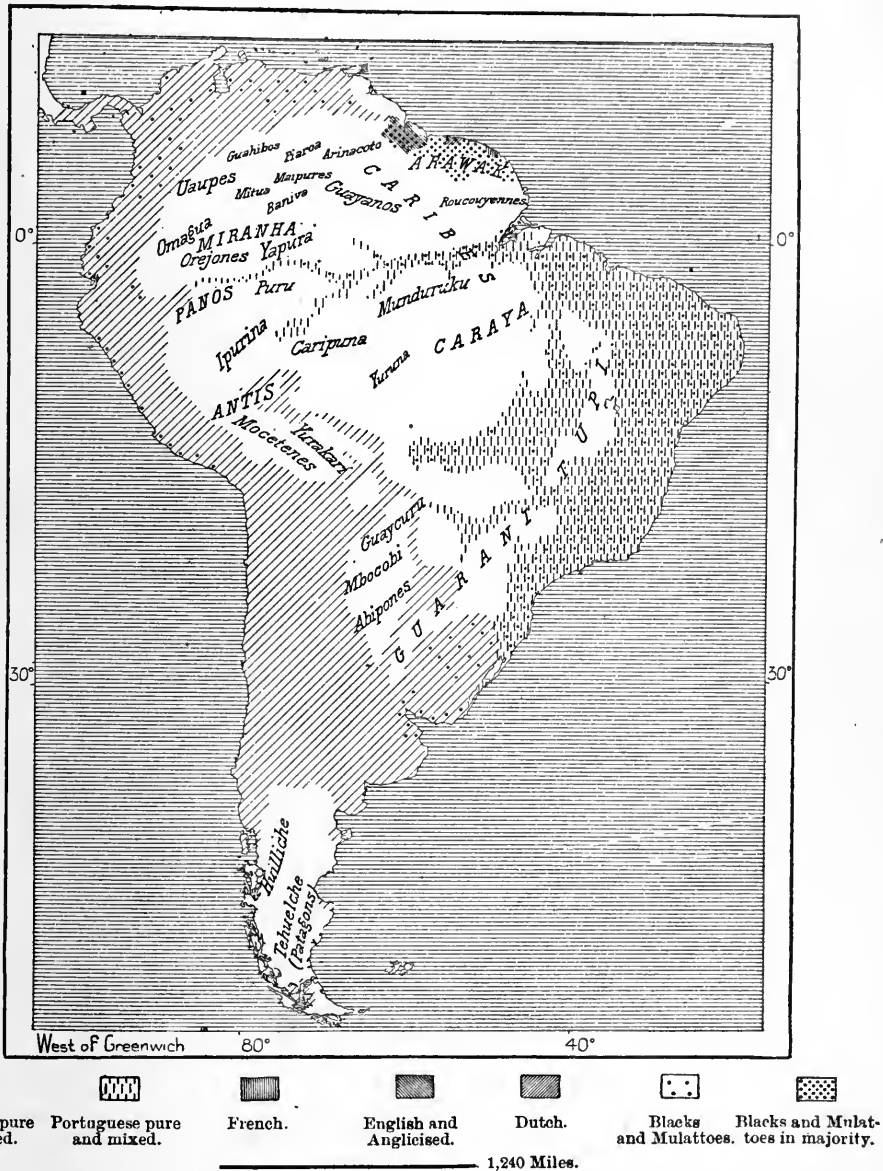 Guahibos
Piaroa
Arinacoto
ARAWAK
Uaupes
Maipures
CARIBS
Mitua
Baniva
Guayanos
Roucouyennes
0°
0°
Omagua
MIRANHA
Orejones Yapura
PANOS
Puru
Munduruku
Ipurina
Caripuna
Yuruna
CARAYA
ANTIS
Mocetenes
Yurakari
GUARANI TUPI
Guaycuru
Mbocobi
Abipones
30°
30°
Huilliche
Tehuelche
(Patagons)
West of Greenwich 80° 40°
pure Portuguese pure French. English and Dutch. Blacks Blacks and Mulat-
ed. and mixed. Anglicised. and Mulattoes. toes in majority.
1,240 Miles.